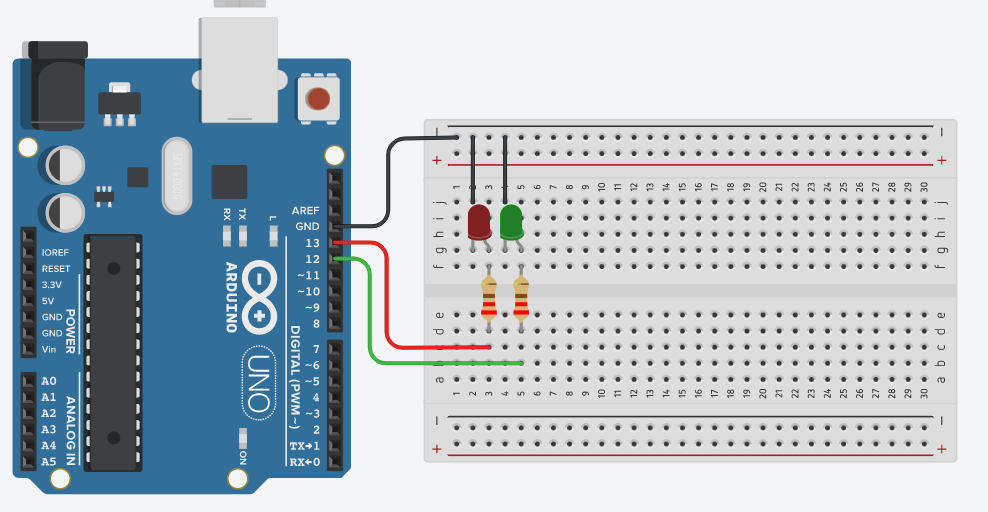 AREF
GND
13
12
~11
~10
~9
8
7
~6
~5
4
~3
2
TX→1
RX←0
DIGITAL (PWM ~)
RX
TX
L
ARDUINO
UNO
ON
IOREF
RESET
3.3V
5V
GND
GND
Vin
POWER
A0
A1
A2
A3
A4
A5
ANALOG IN
- -
+ +
1 2 3 4 5 6 7 8 9 10 11 12 13 14 15 16 17 18 19 20 21 22 23 24 25 26 27 28 29 30
j j
i i
h h
g g
f f
e e
d d
c c
b b
a a
1 2 3 4 5 6 7 8 9 10 11 12 13 14 15 16 17 18 19 20 21 22 23 24 25 26 27 28 29 30
- -
+ +